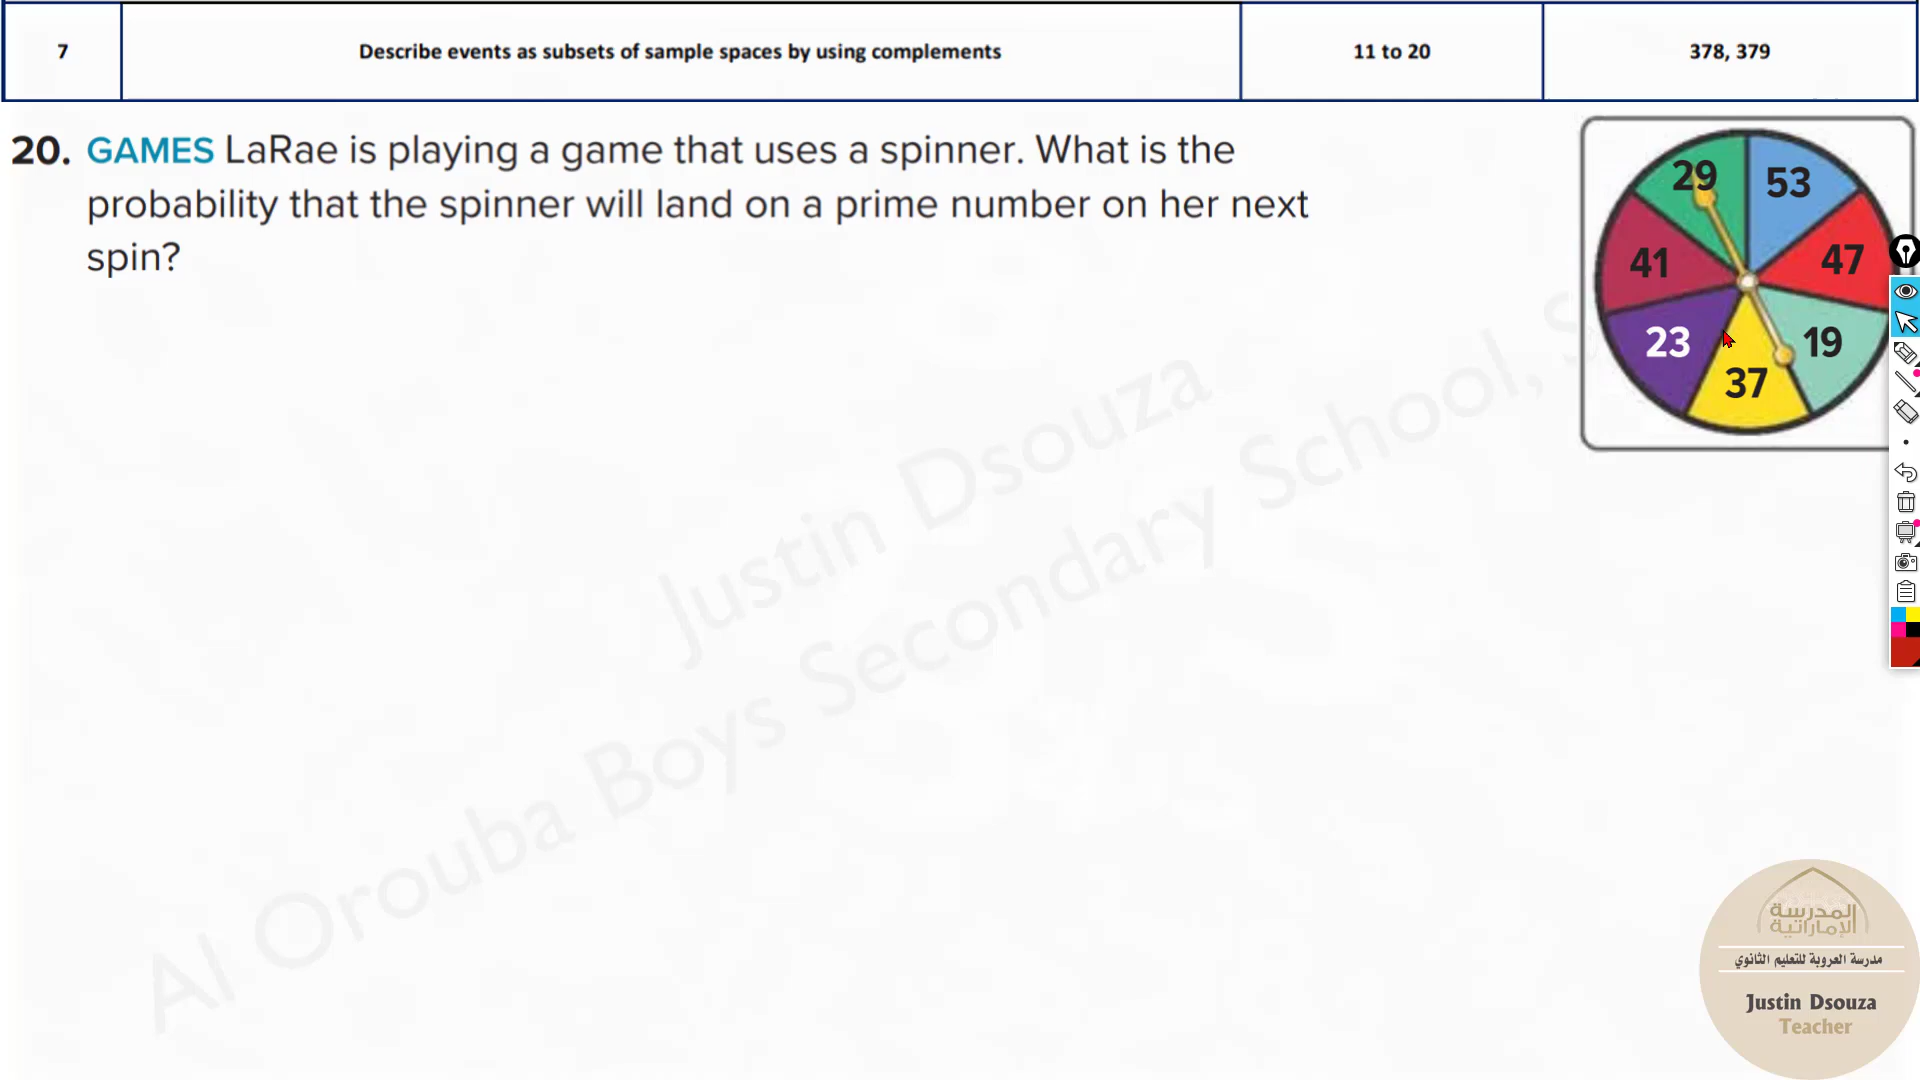 7 Describe events as subsets of sample spaces by using complements 11 to 20 378, 379
20. GAMES LaRae is playing a game that uses a spinner. What is the
probability that the spinner will land on a prime number on her next
spin?
29
53
41
47
23
19
37
Justin Dsouza
Al Orouba Boys Secondary School, S
المدرسة
الإماراتية
مدرسة العروبة للتعليم الثانوي
Justin Dsouza
Teacher